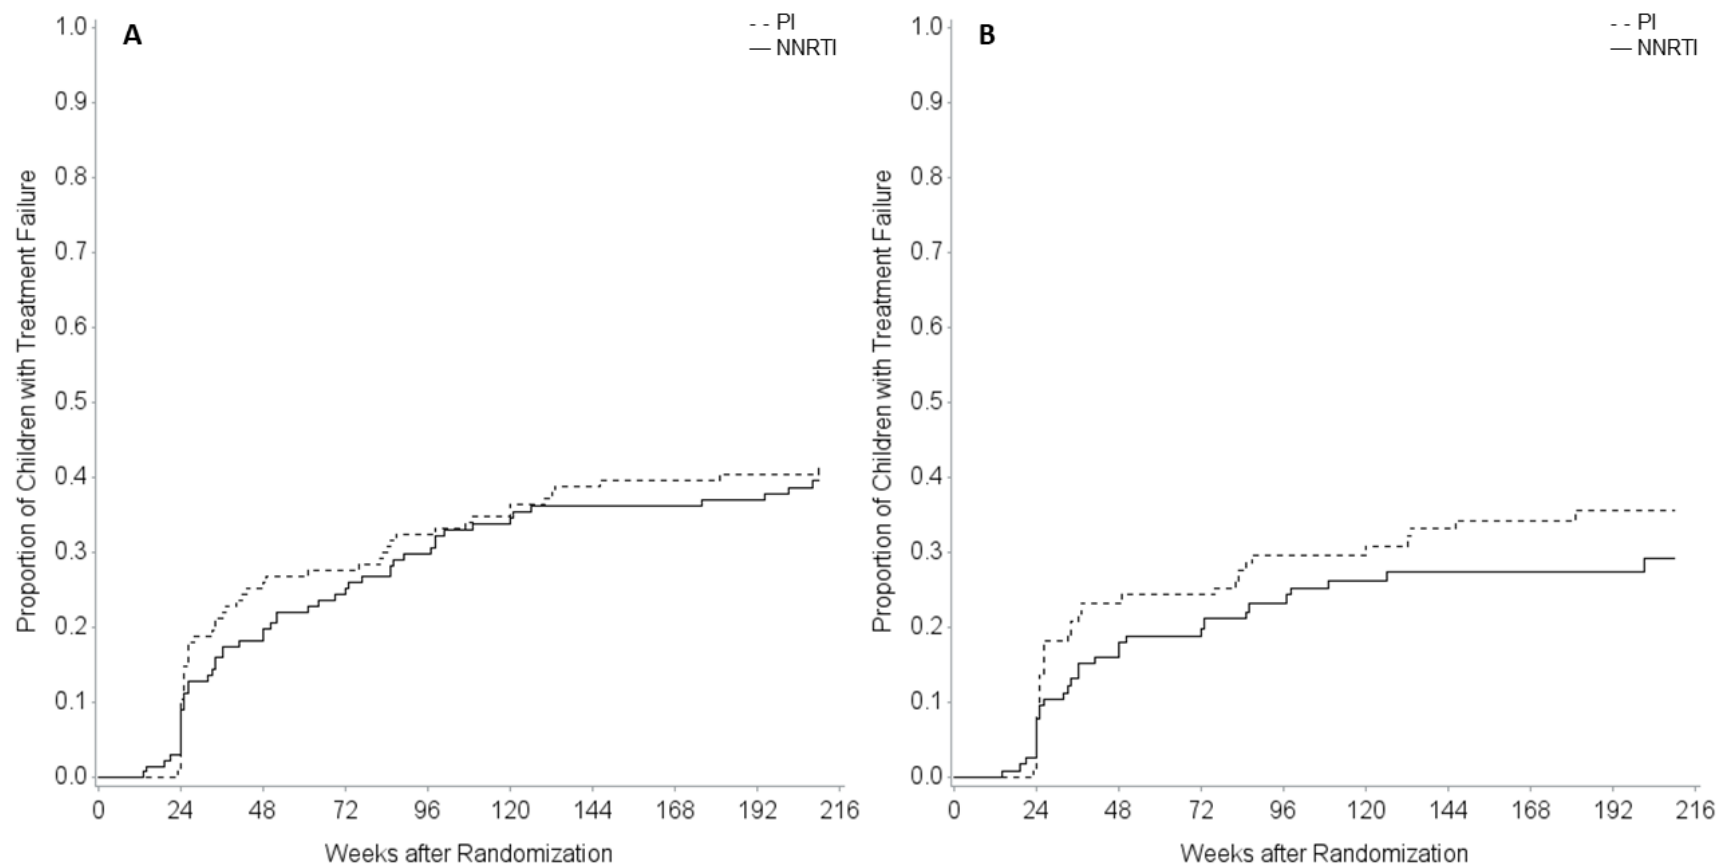 A
PI
NNRTI
Proportion of Children with Treatment Failure
1.0
0.9
0.8
0.7
0.6
0.5
0.4
0.3
0.2
0.1
0.0
0 24 48 72 96 120 144 168 192 216
Weeks after Randomization
B
PI
NNRTI
Proportion of Children with Treatment Failure
1.0
0.9
0.8
0.7
0.6
0.5
0.4
0.3
0.2
0.1
0.0
0 24 48 72 96 120 144 168 192 216
Weeks after Randomization